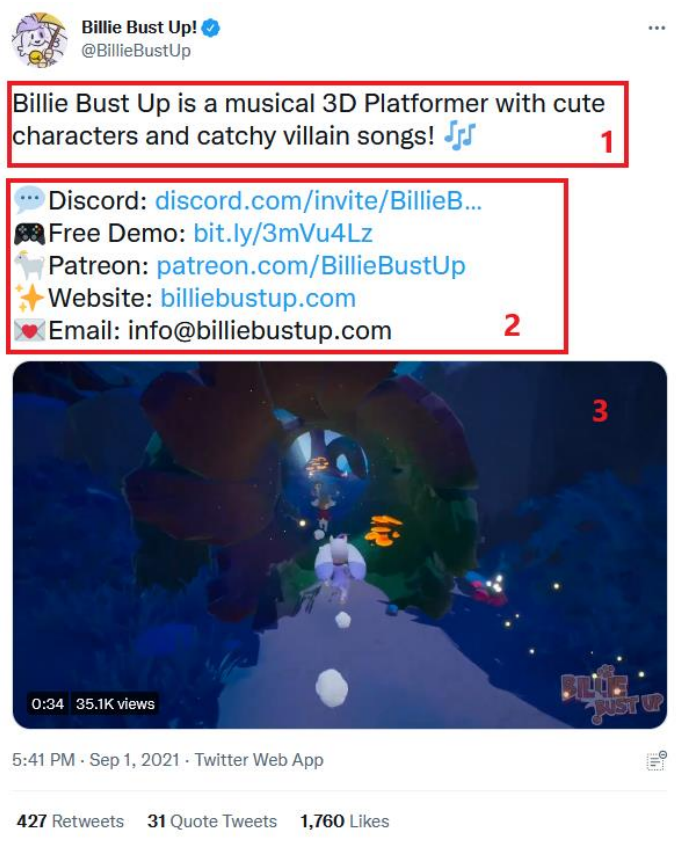 Billie Bust Up!
@BillieBustUp
Billie Bust Up is a musical 3D Platformer with cute
characters and catchy villain songs! 🎶
1
💬Discord: discord.com/invite/BillieB...
🎮Free Demo: bit.ly/3mVu4Lz
🐐Patreon: patreon.com/BillieBustUp
✨Website: billiebustup.com
💌Email: info@billiebustup.com
2
3
BILLIE
BUST UP
0:34 35.1K views
5:41 PM · Sep 1, 2021 · Twitter Web App
427 Retweets 31 Quote Tweets 1,760 Likes